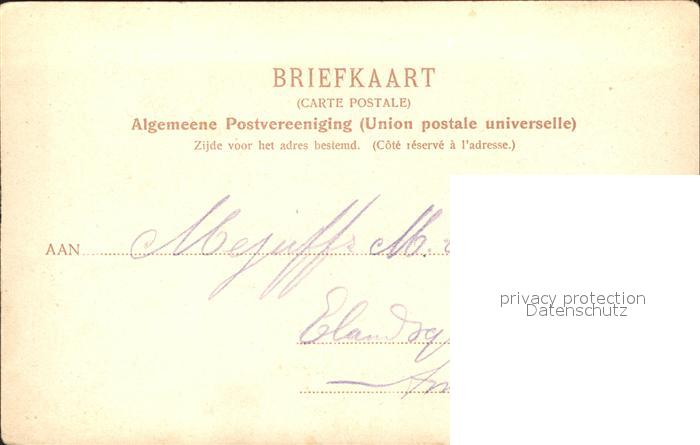 BRIEFKAART
(CARTE POSTALE)
Algemeene Postvereeniging (Union postale universelle)
Zijde voor het adres bestemd. (Côté réservé à l'adresse.)
AAN Mejuffr M.
privacy protection
Datenschutz